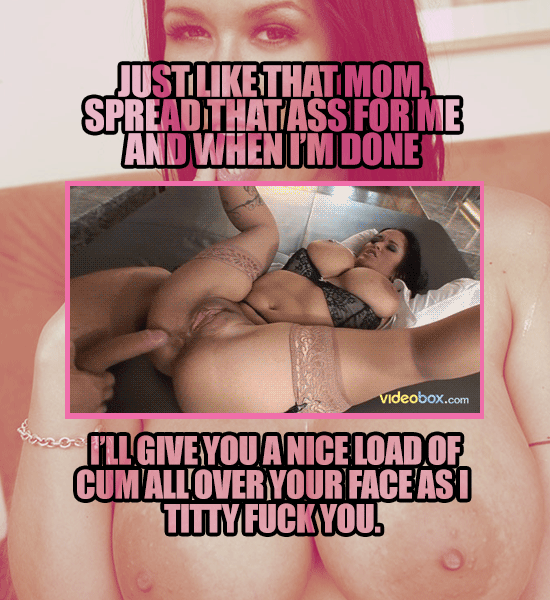 JUST LIKE THAT MOM,
SPREAD THAT ASS FOR ME
AND WHEN I'M DONE
videobox.com
I'LL GIVE YOU A NICE LOAD OF
CUM ALL OVER YOUR FACE AS I
TITTY FUCK YOU.